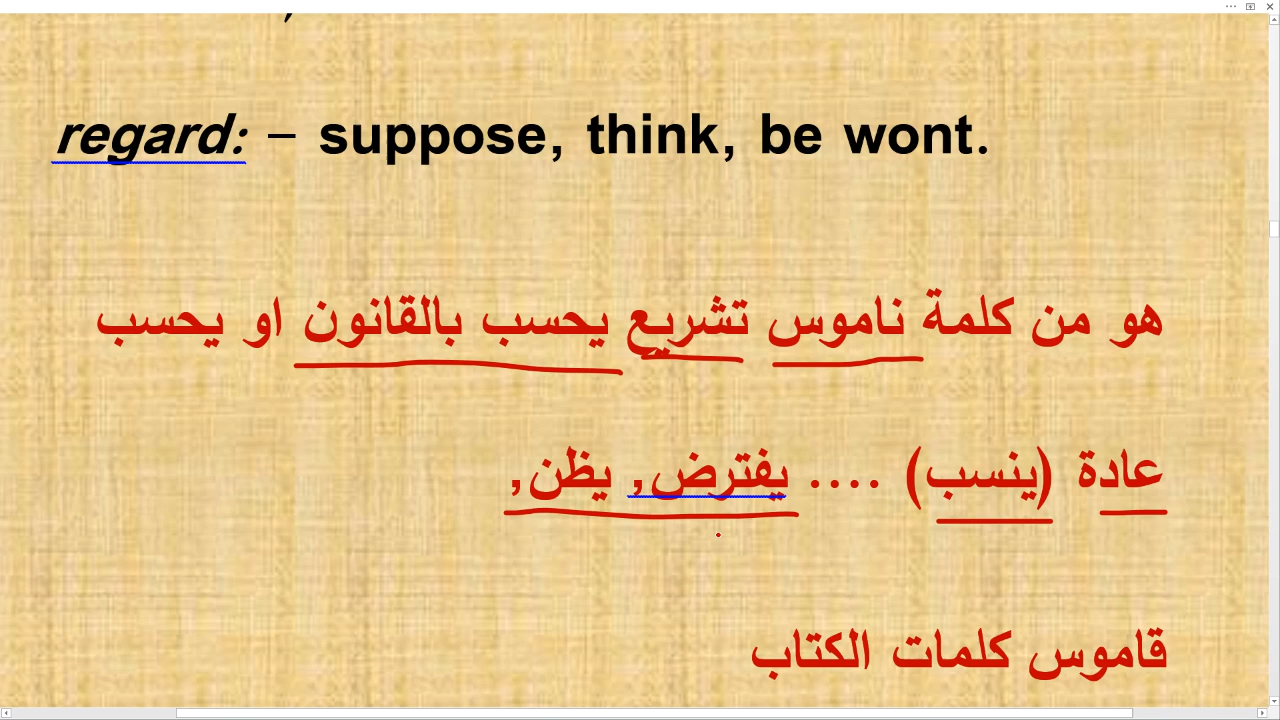 regard: – suppose, think, be wont.
هو من كلمة ناموس تشريع يحسب بالقانون او يحسب
عادة (ينسب) .... يفترض, يظن,
قاموس كلمات الكتاب